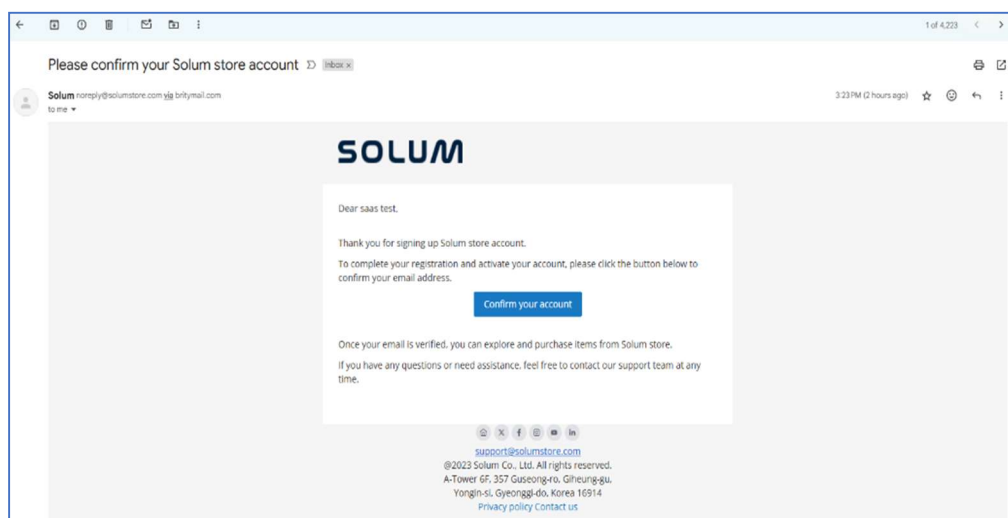 1 of 4,223
Please confirm your Solum store account Inbox x
Solum noreply@solumstore.com via britymail.com
3:23 PM (2 hours ago)
to me
SOLUM
Dear saas test,
Thank you for signing up Solum store account.
To complete your registration and activate your account, please click the button below to
confirm your email address.
Confirm your account
Once your email is verified, you can explore and purchase items from Solum store.
If you have any questions or need assistance, feel free to contact our support team at any
time.
support@solumstore.com
@2023 Solum Co., Ltd. All rights reserved.
A-Tower 6F, 357 Guseong-ro, Giheung-gu,
Yongin-si, Gyeonggi-do, Korea 16914
Privacy policy Contact us